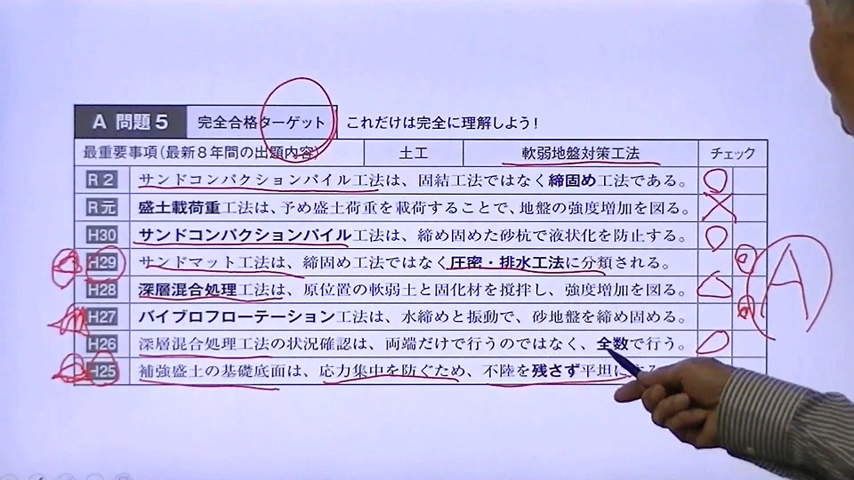 A 問題5 完全合格ターゲット これだけは完全に理解しよう!
最重要事項(最新8年間の出題内容) 土工 軟弱地盤対策工法 チェック
R2 サンドコンパクションパイル工法は、固結工法ではなく締固め工法である。
R元 盛土載荷重工法は、予め盛土荷重を載荷することで、地盤の強度増加を図る。
H30 サンドコンパクションパイル工法は、締め固めた砂杭で液状化を防止する。
H29 サンドマット工法は、締固め工法ではなく圧密・排水工法に分類される。
H28 深層混合処理工法は、原位置の軟弱土と固化材を撹拌し、強度増加を図る。
H27 バイブロフローテーション工法は、水締めと振動で、砂地盤を締め固める。
H26 深層混合処理工法の状況確認は、両端だけで行うのではなく、全数で行う。
H25 補強盛土の基礎底面は、応力集中を防ぐため、不陸を残さず平坦に
A